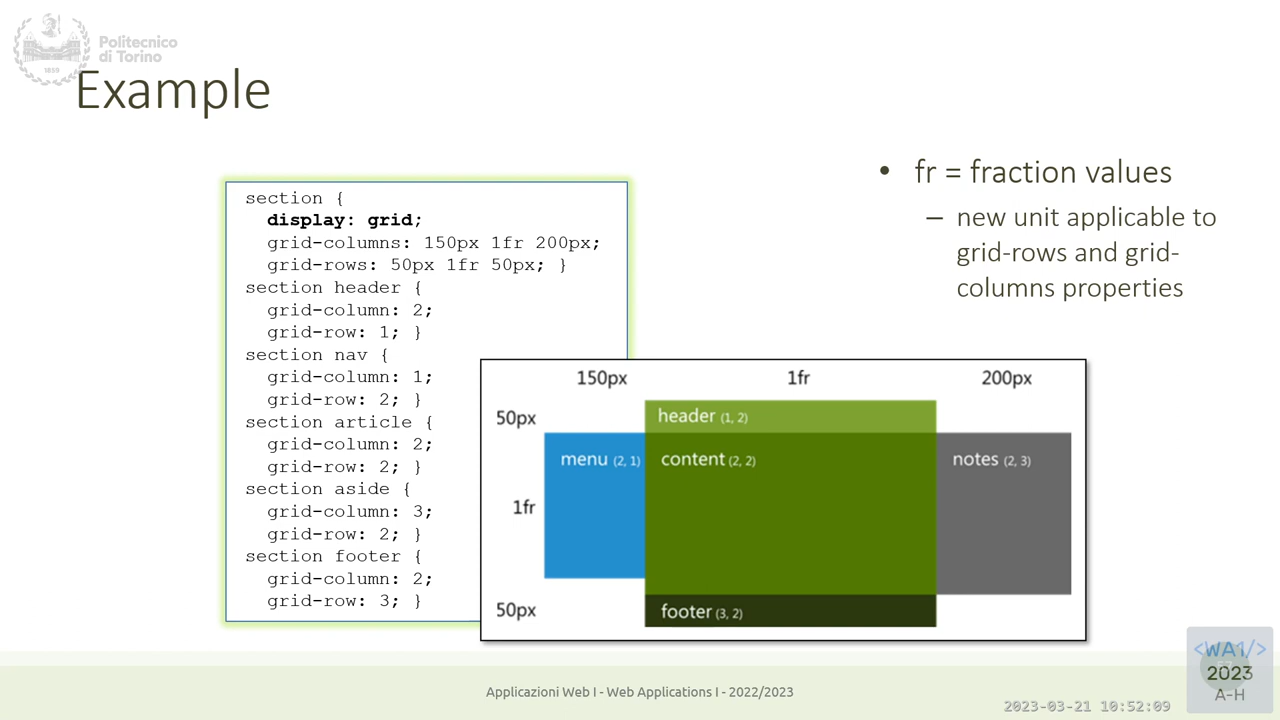 Politecnico
di Torino
1859
Example
section {
  display: grid;
  grid-columns: 150px 1fr 200px;
  grid-rows: 50px 1fr 50px; }
section header {
  grid-column: 2;
  grid-row: 1; }
section nav {
  grid-column: 1;
  grid-row: 2; }
section article {
  grid-column: 2;
  grid-row: 2; }
section aside {
  grid-column: 3;
  grid-row: 2; }
section footer {
  grid-column: 2;
  grid-row: 3; }
• fr = fraction values
– new unit applicable to
grid-rows and grid-
columns properties
150px 1fr 200px
50px
header (1, 2)
menu (2, 1)
content (2, 2)
notes (2, 3)
1fr
50px
footer (3, 2)
Applicazioni Web I - Web Applications I - 2022/2023
2023-03-21 10:52:09
<WA1/>
2023
A-H